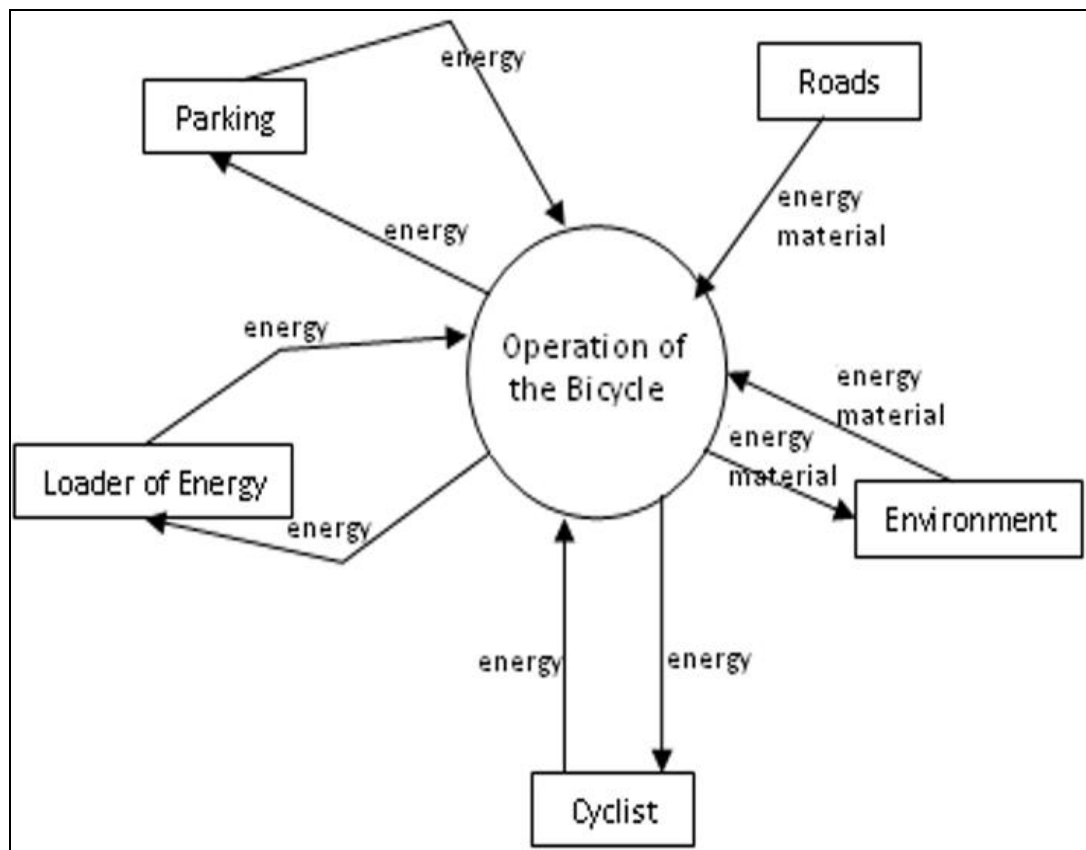 energy
Parking
Roads
energy
material
energy
energy
Operation of
the Bicycle
energy
material
energy
material
Loader of Energy
energy
Environment
energy
energy
Cyclist